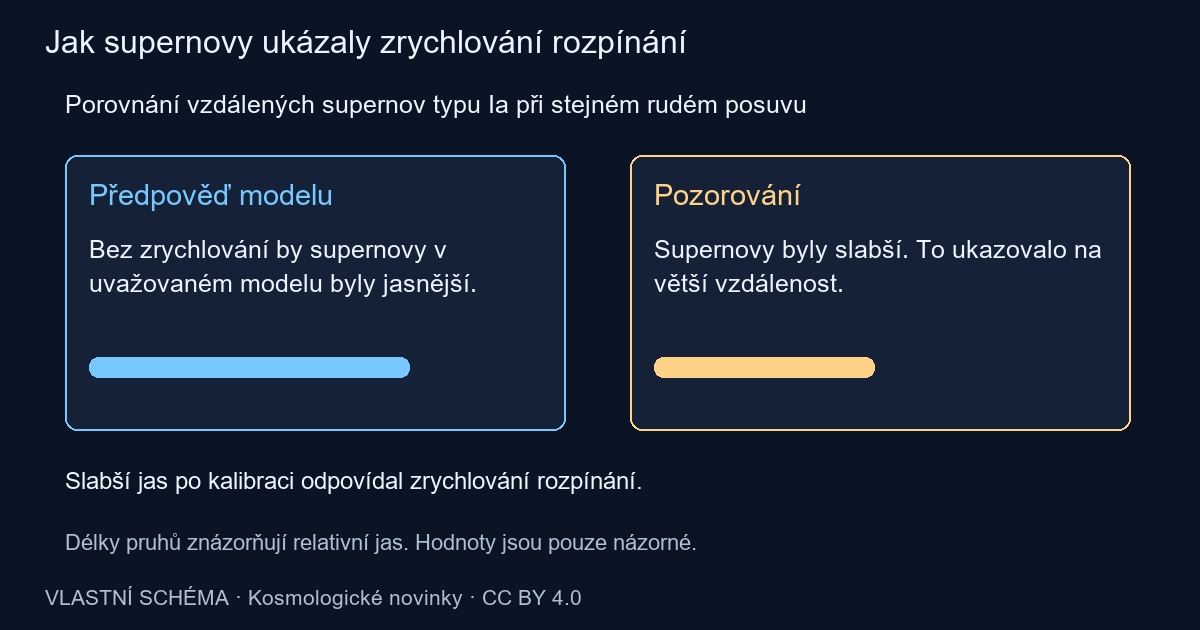 Jak supernovy ukázaly zrychlování rozpínání
Porovnání vzdálených supernov typu Ia při stejném rudém posuvu
Předpověď modelu
Bez zrychlování by supernovy v
uvažovaném modelu byly jasnější.
Pozorování
Supernovy byly slabší. To ukazovalo na
větší vzdálenost.
Slabší jas po kalibraci odpovídal zrychlování rozpínání.
Délky pruhů znázorňují relativní jas. Hodnoty jsou pouze názorné.
VLASTNÍ SCHÉMA · Kosmologické novinky · CC BY 4.0